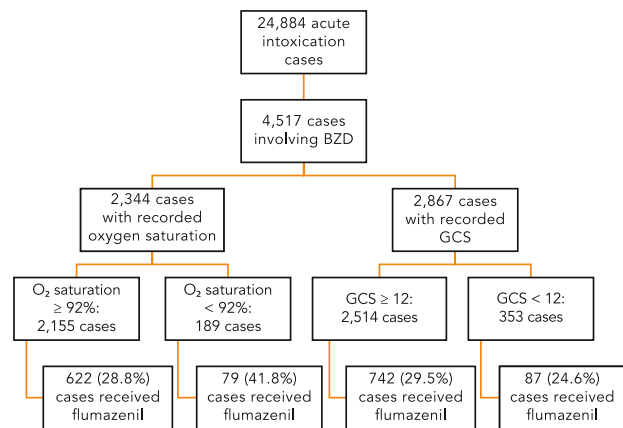 24,884 acute
intoxication
cases
4,517 cases
involving BZD
2,344 cases
with recorded
oxygen saturation
2,867 cases
with recorded
GCS
O₂ saturation
≥ 92%:
2,155 cases
O₂ saturation
< 92%:
189 cases
GCS ≥ 12:
2,514 cases
GCS < 12:
353 cases
622 (28.8%)
cases received
flumazenil
79 (41.8%)
cases received
flumazenil
742 (29.5%)
cases received
flumazenil
87 (24.6%)
cases received
flumazenil